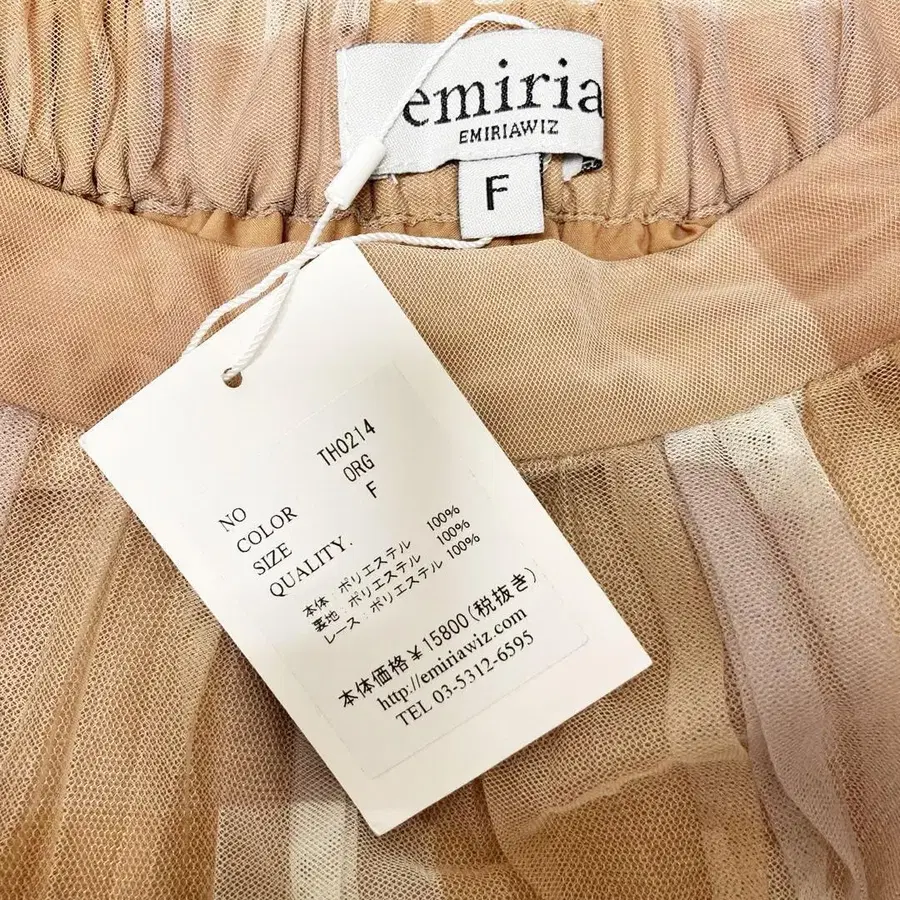 emiria
EMIRIAWIZ
F
NO TH0214
COLOR ORG
SIZE F
QUALITY.
本体:ポリエステル 100%
裏地:ポリエステル 100%
レース:ポリエステル 100%
本体価格¥15800(税抜き)
http://emiriawiz.com
TEL 03-5312-6595